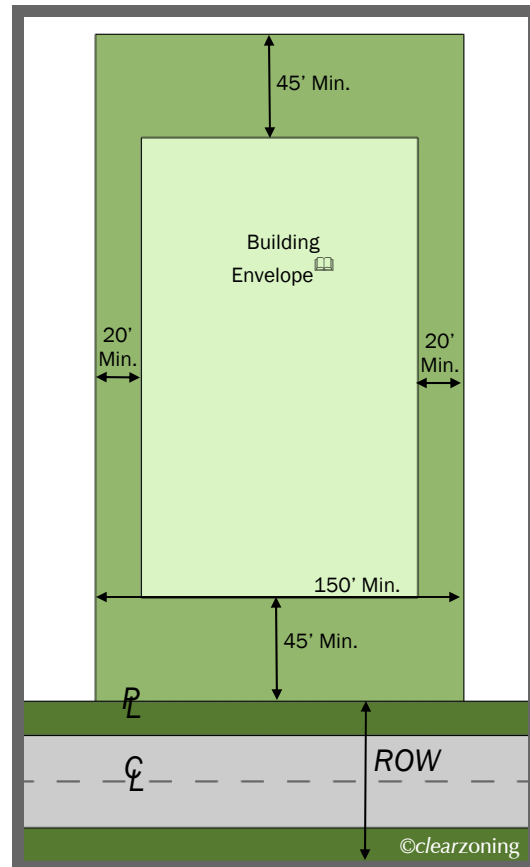 45’ Min.
Building
Envelope
20’
Min.
20’
Min.
150’ Min.
45’ Min.
PL
CL
ROW
©clearzoning